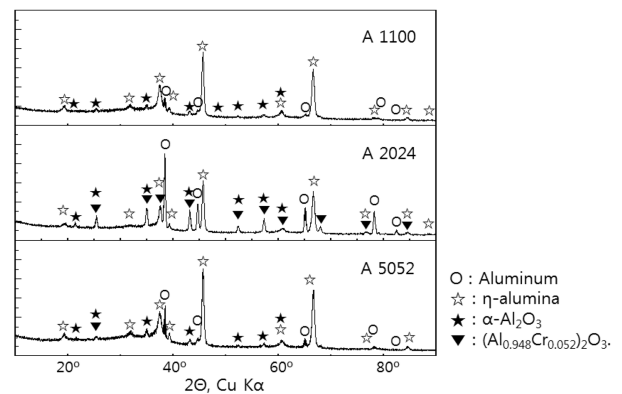 A 1100
A 2024
A 5052
O : Aluminum
☆ : η-alumina
★ : α-Al₂O₃
▼ : (Al₀.₉₄₈Cr₀.₀₅₂)₂O₃.
20° 40° 60° 80°
2Θ, Cu Kα